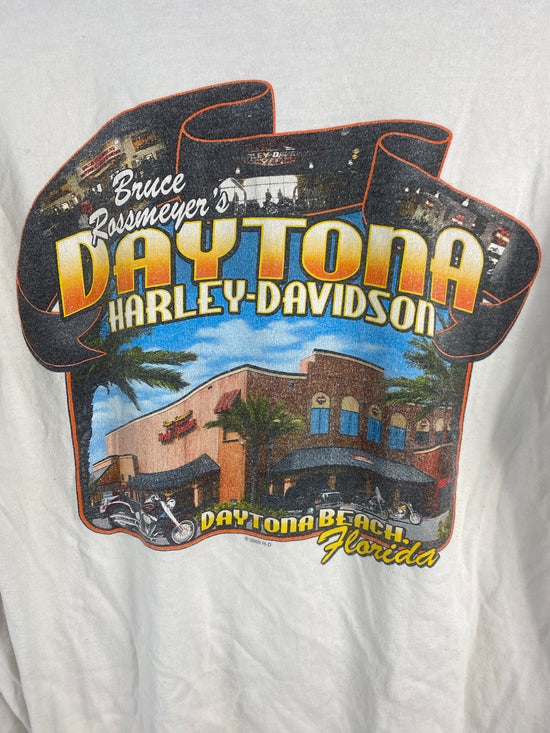 Bruce
Rossmeyer's
DAYTONA
HARLEY-DAVIDSON
DAYTONA BEACH,
Florida